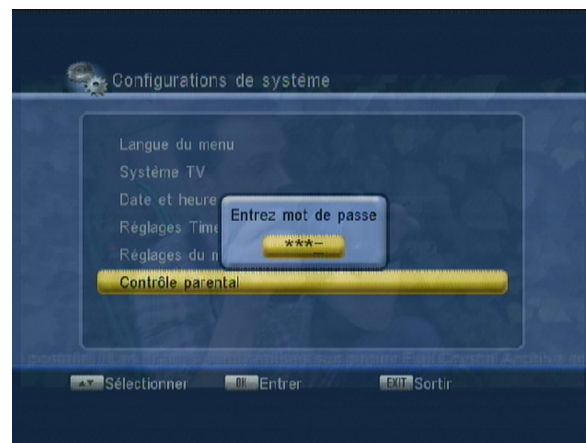 Configurations de système
Langue du menu
Système TV
Date et heure
Entrez mot de passe
Réglages Time
***_
Réglages du
Contrôle parental
Sélectionner OK Entrer EXIT Sortir